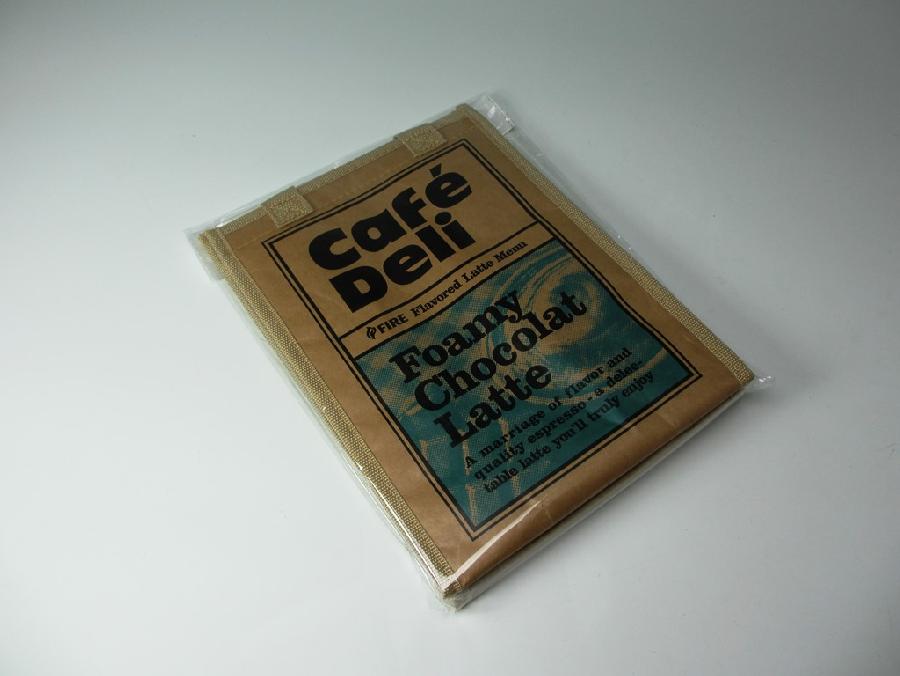 Café
Deli
FIRE Flavored Latte Menu
Foamy
Chocolat
Latte
A marriage of flavor and
quality espresso...a delec-
table latte you'll truly enjoy